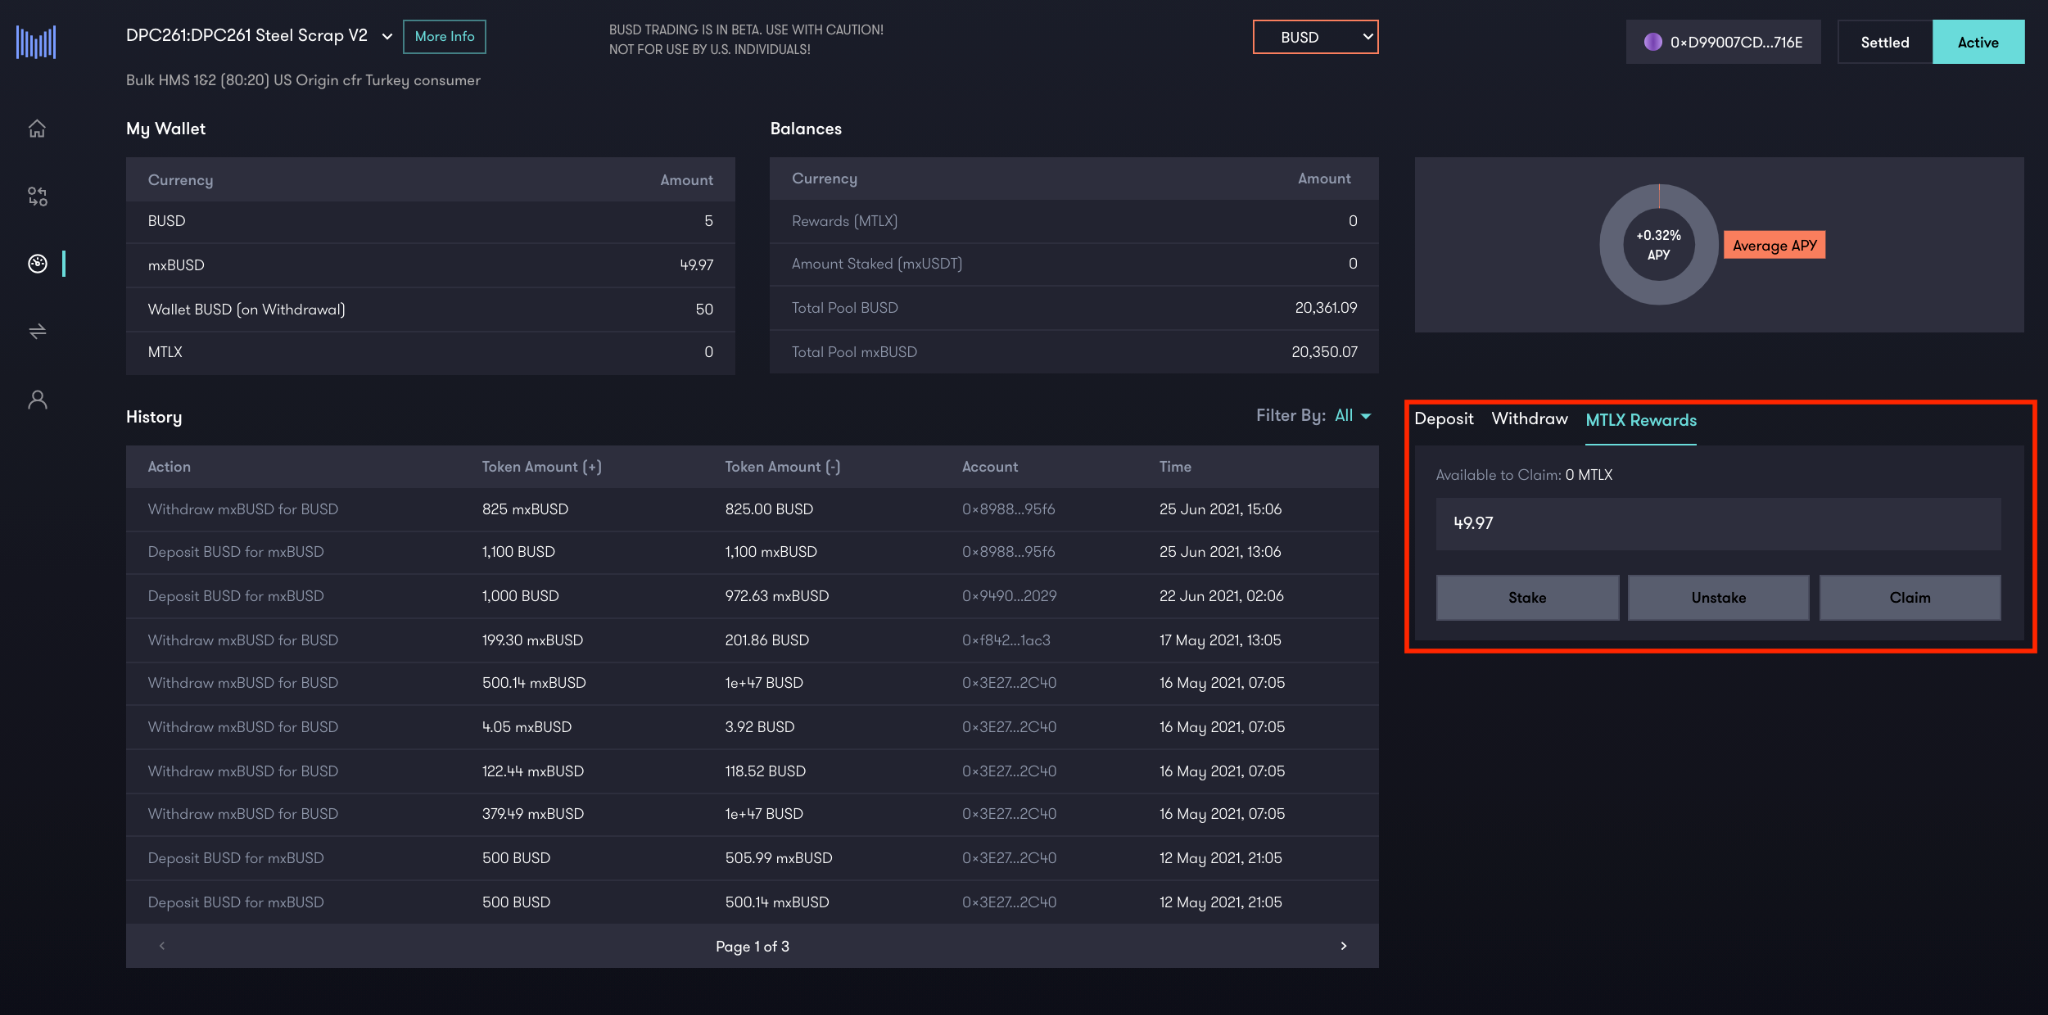 DPC261:DPC261 Steel Scrap V2
More Info
BUSD TRADING IS IN BETA. USE WITH CAUTION!
NOT FOR USE BY U.S. INDIVIDUALS!
BUSD
0×D99007CD...716E
Settled
Active
Bulk HMS 1&2 (80:20) US Origin cfr Turkey consumer
My Wallet
Currency Amount
BUSD 5
mxBUSD 49.97
Wallet BUSD (on Withdrawal) 50
MTLX 0
Balances
Currency Amount
Rewards (MTLX) 0
Amount Staked (mxUSDT) 0
Total Pool BUSD 20,361.09
Total Pool mxBUSD 20,350.07
+0.32%
APY
Average APY
History
Filter By: All
Action Token Amount (+) Token Amount (-) Account Time
Withdraw mxBUSD for BUSD 825 mxBUSD 825.00 BUSD 0×8988...95f6 25 Jun 2021, 15:06
Deposit BUSD for mxBUSD 1,100 BUSD 1,100 mxBUSD 0×8988...95f6 25 Jun 2021, 13:06
Deposit BUSD for mxBUSD 1,000 BUSD 972.63 mxBUSD 0×9490...2029 22 Jun 2021, 02:06
Withdraw mxBUSD for BUSD 199.30 mxBUSD 201.86 BUSD 0×f842...1ac3 17 May 2021, 13:05
Withdraw mxBUSD for BUSD 500.14 mxBUSD 1e+47 BUSD 0×3E27...2C40 16 May 2021, 07:05
Withdraw mxBUSD for BUSD 4.05 mxBUSD 3.92 BUSD 0×3E27...2C40 16 May 2021, 07:05
Withdraw mxBUSD for BUSD 122.44 mxBUSD 118.52 BUSD 0×3E27...2C40 16 May 2021, 07:05
Withdraw mxBUSD for BUSD 379.49 mxBUSD 1e+47 BUSD 0×3E27...2C40 16 May 2021, 07:05
Deposit BUSD for mxBUSD 500 BUSD 505.99 mxBUSD 0×3E27...2C40 12 May 2021, 21:05
Deposit BUSD for mxBUSD 500 BUSD 500.14 mxBUSD 0×3E27...2C40 12 May 2021, 21:05
‹ Page 1 of 3 ›
Deposit Withdraw MTLX Rewards
Available to Claim: 0 MTLX
49.97
Stake Unstake Claim